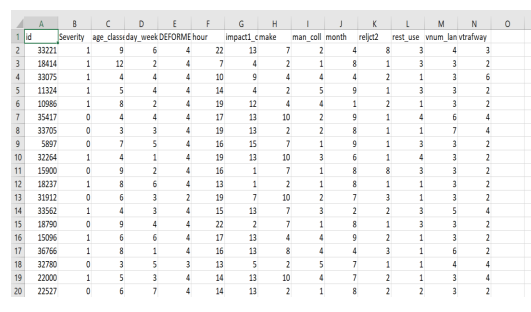 A B C D E F G H I J K L M N O
1 id Severity age_classe day_week DEFORME hour impact1_c make man_coll month reljct2 rest_use vnum_lan vtrafway
2 33221 1 9 6 4 22 13 7 2 4 8 3 4 3
3 18414 1 12 2 4 7 4 2 1 8 1 3 3 2
4 33075 1 4 4 4 10 9 4 4 4 2 1 3 6
5 11324 1 5 4 4 14 4 2 5 9 1 3 3 2
6 10986 1 8 2 4 19 12 4 4 1 2 1 3 2
7 35417 0 4 4 4 17 13 10 2 9 1 4 6 4
8 33705 0 3 3 4 19 13 2 2 8 1 1 7 4
9 5897 0 7 5 4 16 15 7 1 9 1 3 3 2
10 32264 1 4 1 4 19 13 10 3 6 1 4 3 2
11 15900 0 9 2 4 16 1 7 1 8 8 3 3 2
12 18237 1 8 6 4 13 1 2 1 8 1 1 3 2
13 31912 0 6 3 2 19 7 10 2 7 3 1 3 2
14 33562 1 4 3 4 15 13 7 3 2 2 3 5 4
15 18790 0 9 4 4 22 2 7 1 8 1 3 3 2
16 15096 1 6 6 4 17 13 4 4 9 2 1 3 2
17 36766 1 8 1 4 16 13 8 4 4 3 1 6 2
18 32780 0 3 5 3 13 5 2 5 7 1 1 4 4
19 22000 1 5 3 4 14 13 10 4 7 2 1 3 4
20 22527 0 6 7 4 14 13 2 1 8 2 2 3 2